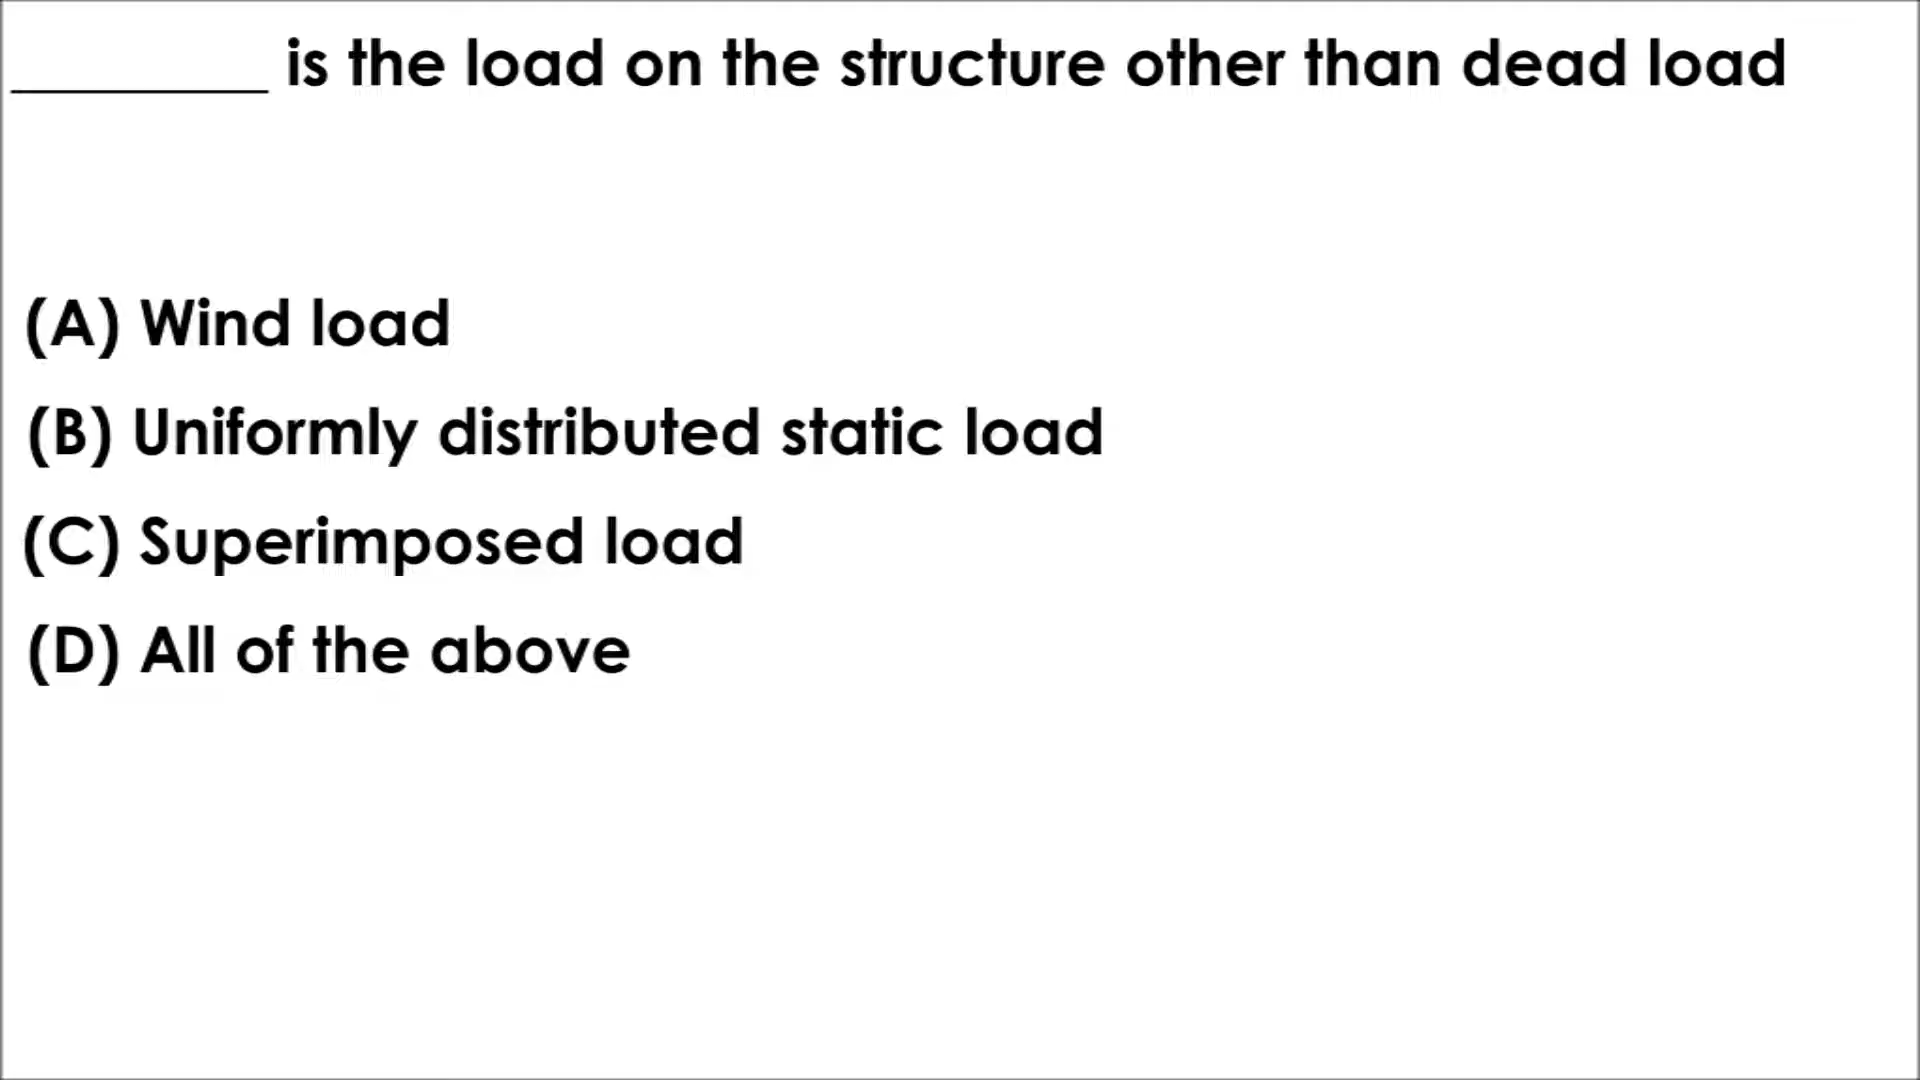 ________ is the load on the structure other than dead load
(A) Wind load
(B) Uniformly distributed static load
(C) Superimposed load
(D) All of the above